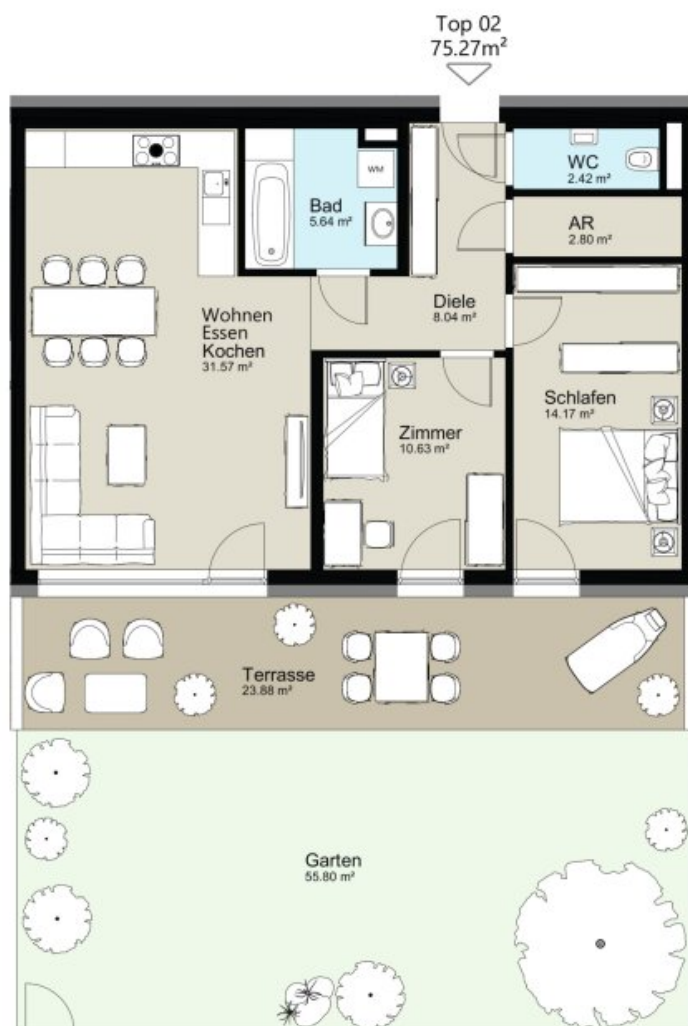 Top 02
75.27m²
WC
2.42 m²
WM
Bad
5.64 m²
AR
2.80 m²
Diele
8.04 m²
Wohnen
Essen
Kochen
31.57 m²
Schlafen
14.17 m²
Zimmer
10.63 m²
Terrasse
23.88 m²
Garten
55.80 m²